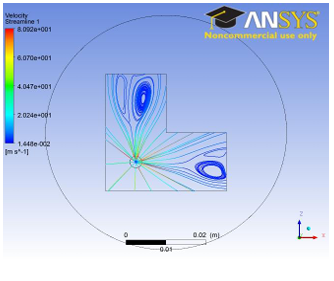 Velocity
Streamline 1
8.092e+001
6.070e+001
4.047e+001
2.024e+001
1.448e-002
[m s^-1]
ANSYS
Noncommercial use only
0 0.02 (m)
0.01
Z
X